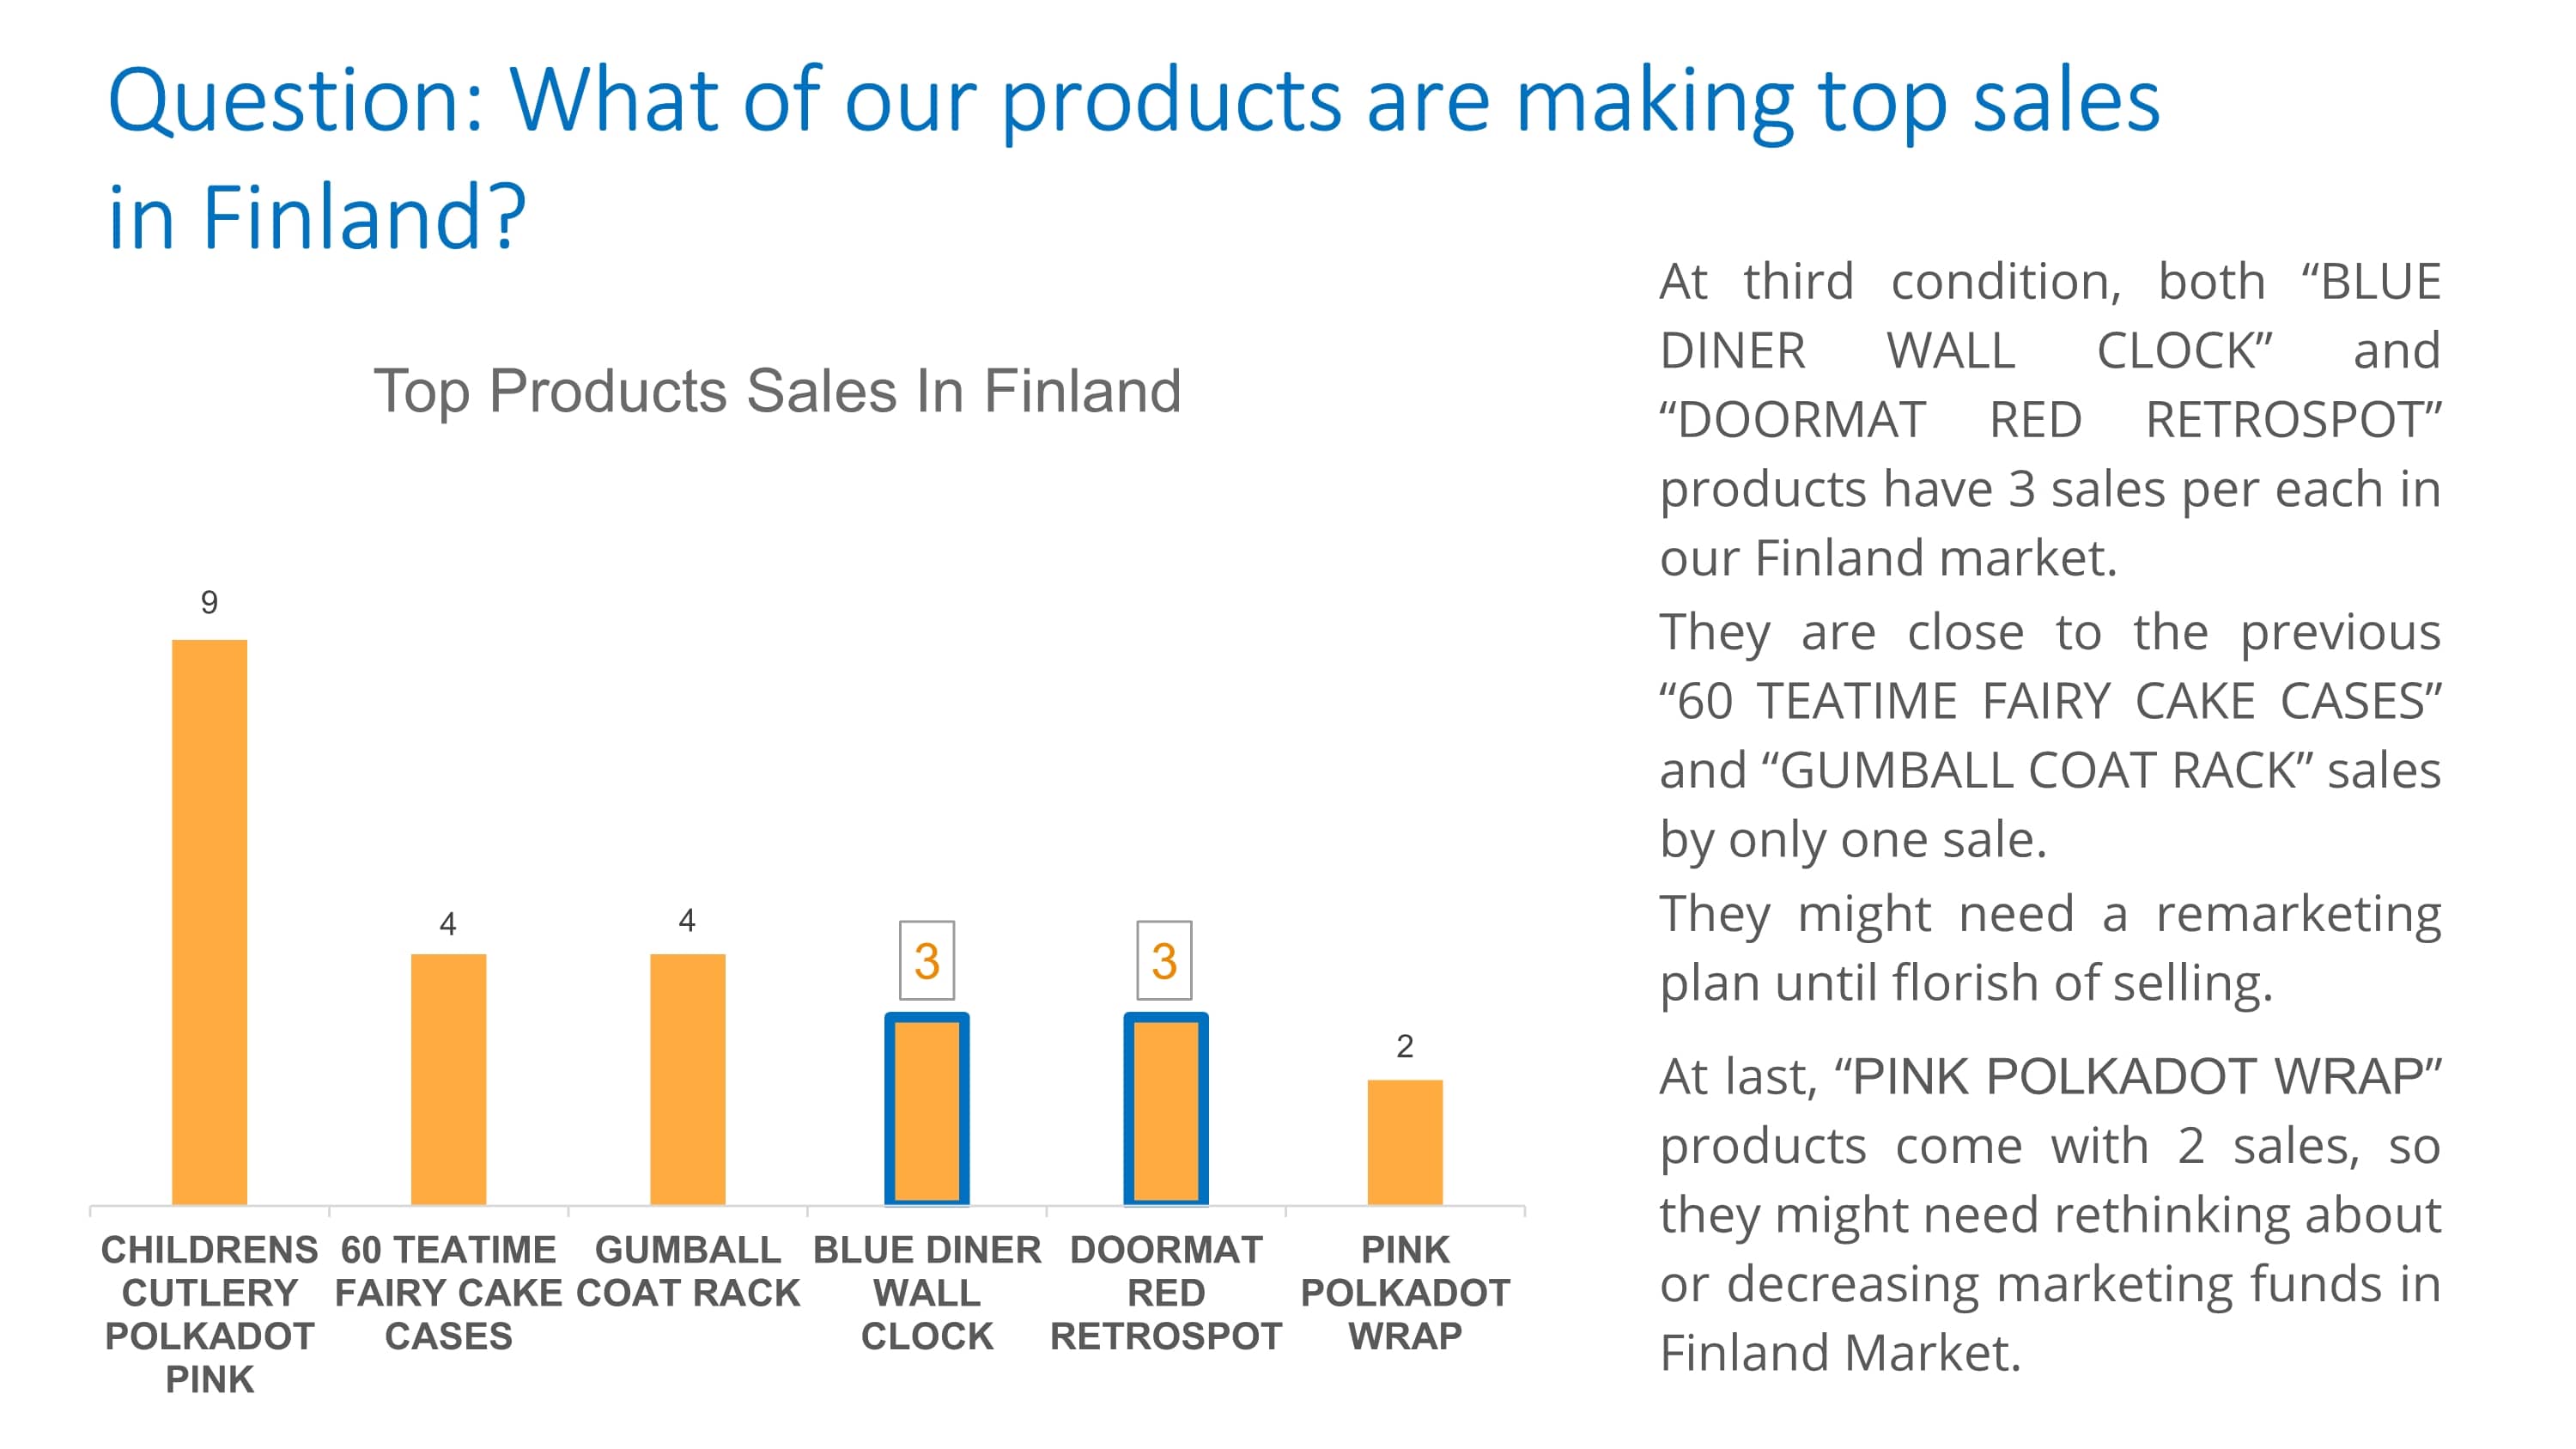 Question: What of our products are making top sales
in Finland?
Top Products Sales In Finland
9
4
4
3
3
2
CHILDRENS
CUTLERY
POLKADOT
PINK
60 TEATIME
FAIRY CAKE
CASES
GUMBALL
COAT RACK
BLUE DINER
WALL
CLOCK
DOORMAT
RED
RETROSPOT
PINK
POLKADOT
WRAP
At third condition, both “BLUE
DINER WALL CLOCK” and
“DOORMAT RED RETROSPOT”
products have 3 sales per each in
our Finland market.
They are close to the previous
“60 TEATIME FAIRY CAKE CASES”
and “GUMBALL COAT RACK” sales
by only one sale.
They might need a remarketing
plan until florish of selling.
At last, “PINK POLKADOT WRAP”
products come with 2 sales, so
they might need rethinking about
or decreasing marketing funds in
Finland Market.